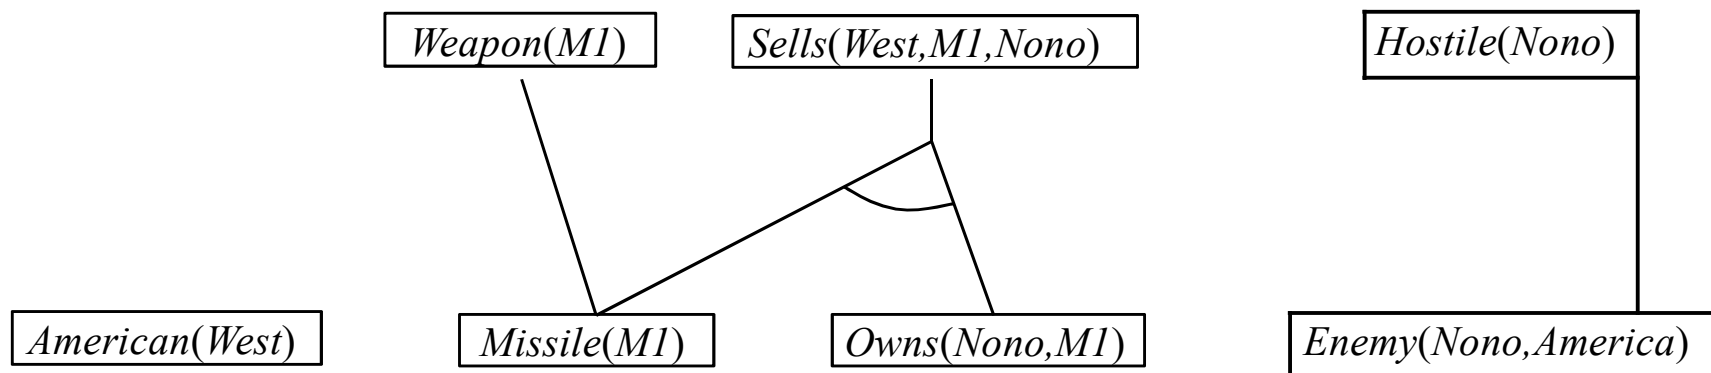 Weapon(M1)
Sells(West,M1,Nono)
Hostile(Nono)
American(West)
Missile(M1)
Owns(Nono,M1)
Enemy(Nono,America)